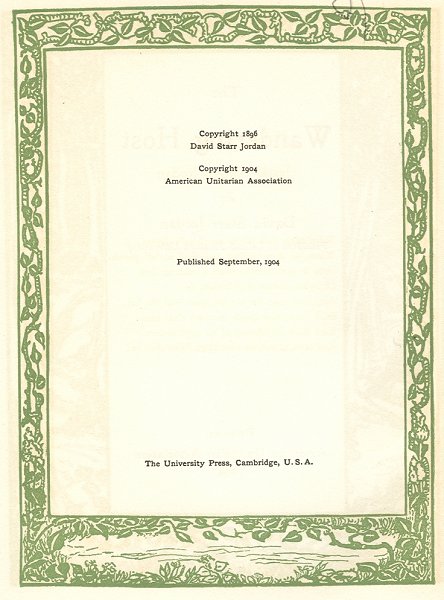 Copyright 1896
David Starr Jordan
Copyright 1904
American Unitarian Association
Published September, 1904
The University Press, Cambridge, U. S. A.